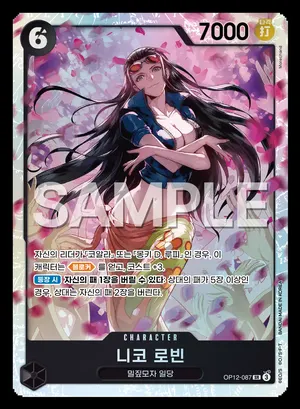 6
7000
打
SAMPLE
자신의 리더가 「코알라」 또는 「몽키 D. 루피」인 경우, 이
캐릭터는 블로커 를 얻고, 코스트 +3.
등장 시 자신의 패 1장을 버릴 수 있다: 상대의 패가 5장 이상인
경우, 상대는 자신의 패 2장을 버린다.
CHARACTER
니코 로빈
밀짚모자 일당
OP12-087 SR 3